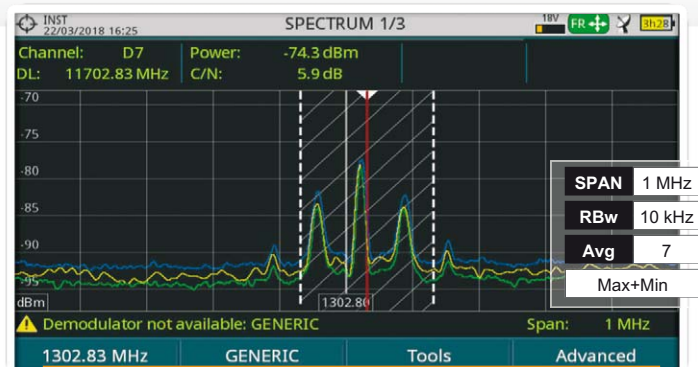 INST
22/03/2018 16:25
SPECTRUM 1/3
18V
FR
3h28
Channel: D7 Power: -74.3 dBm
DL: 11702.83 MHz C/N: 5.9 dB
-70
-75
-80
-85
-90
-95
dBm
1302.80
SPAN 1 MHz
RBw 10 kHz
Avg 7
Max+Min
Demodulator not available: GENERIC Span: 1 MHz
1302.83 MHz GENERIC Tools Advanced